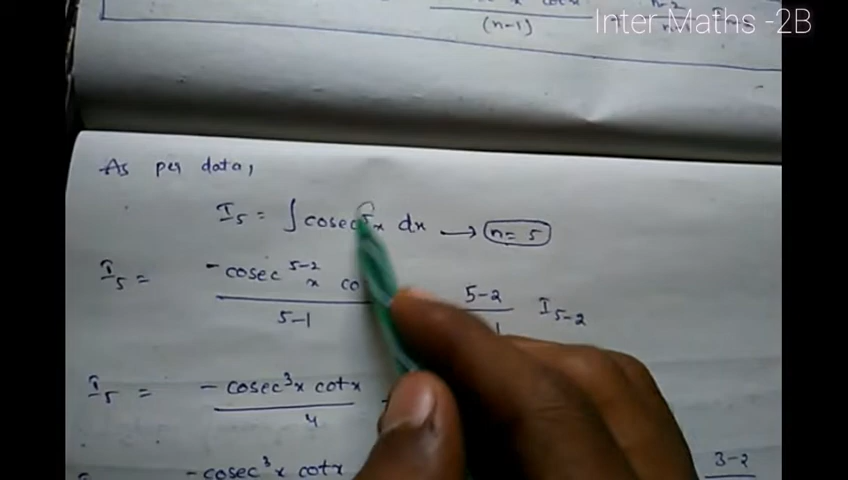 (n-1)
Inter Maths -2B
As per data,
I₅ = ∫ cosec⁵x dx → n= 5
I₅ = -cosec⁵⁻²x co 5-2 I₅₋₂
5-1
I₅ = - cosec³x cotx
4
-cosec³x cotx 3-2